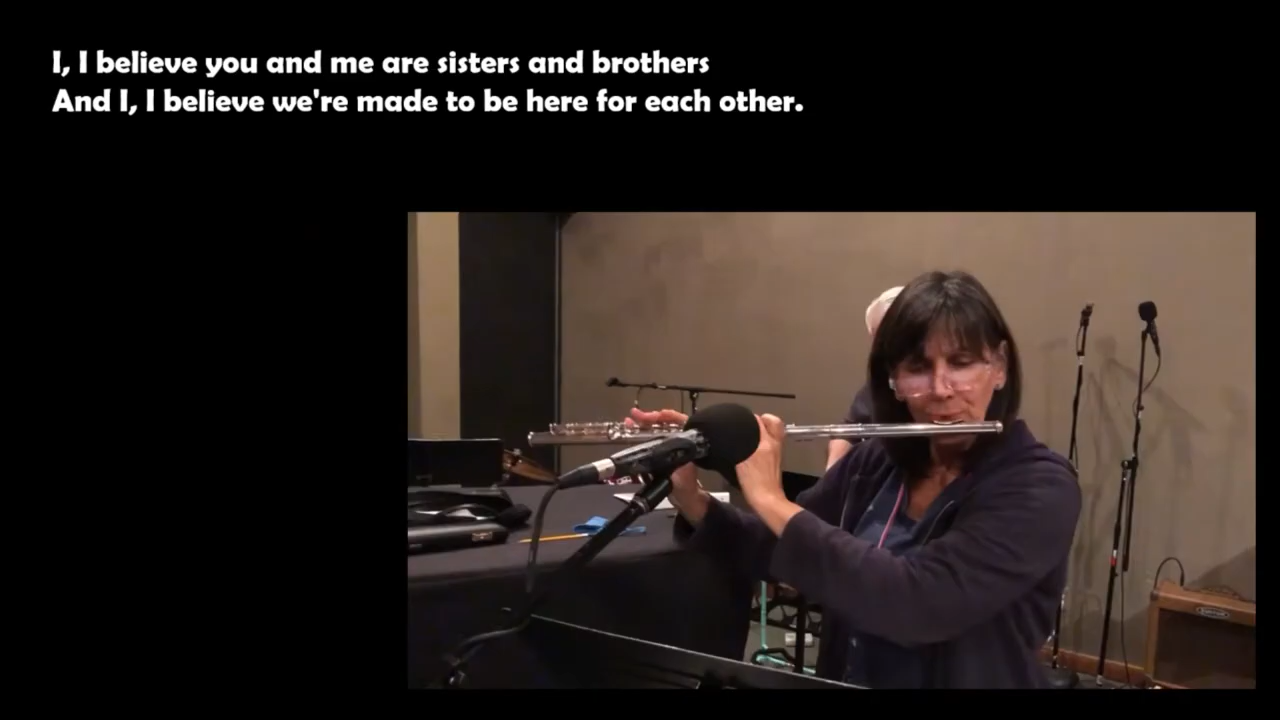 I, I believe you and me are sisters and brothers
And I, I believe we're made to be here for each other.